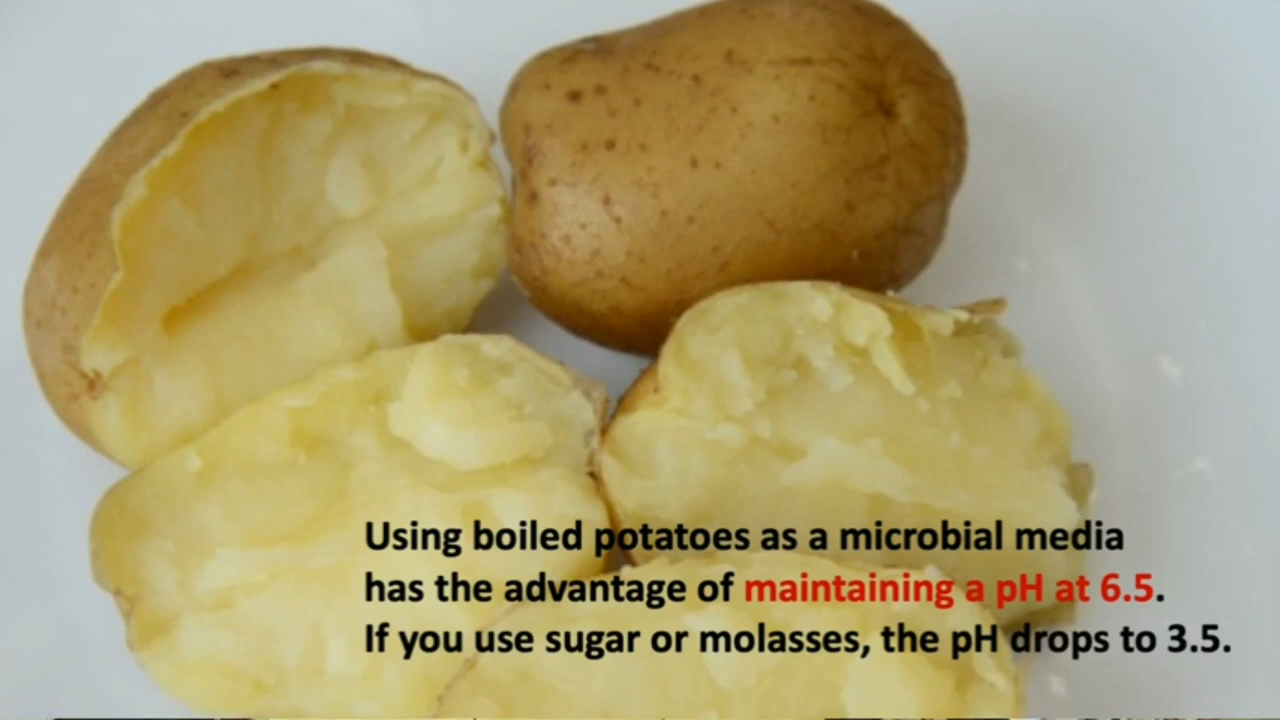 Using boiled potatoes as a microbial media
has the advantage of maintaining a pH at 6.5.
If you use sugar or molasses, the pH drops to 3.5.